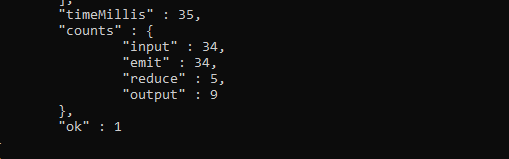 ],
"timeMillis" : 35,
"counts" : {
"input" : 34,
"emit" : 34,
"reduce" : 5,
"output" : 9
},
"ok" : 1